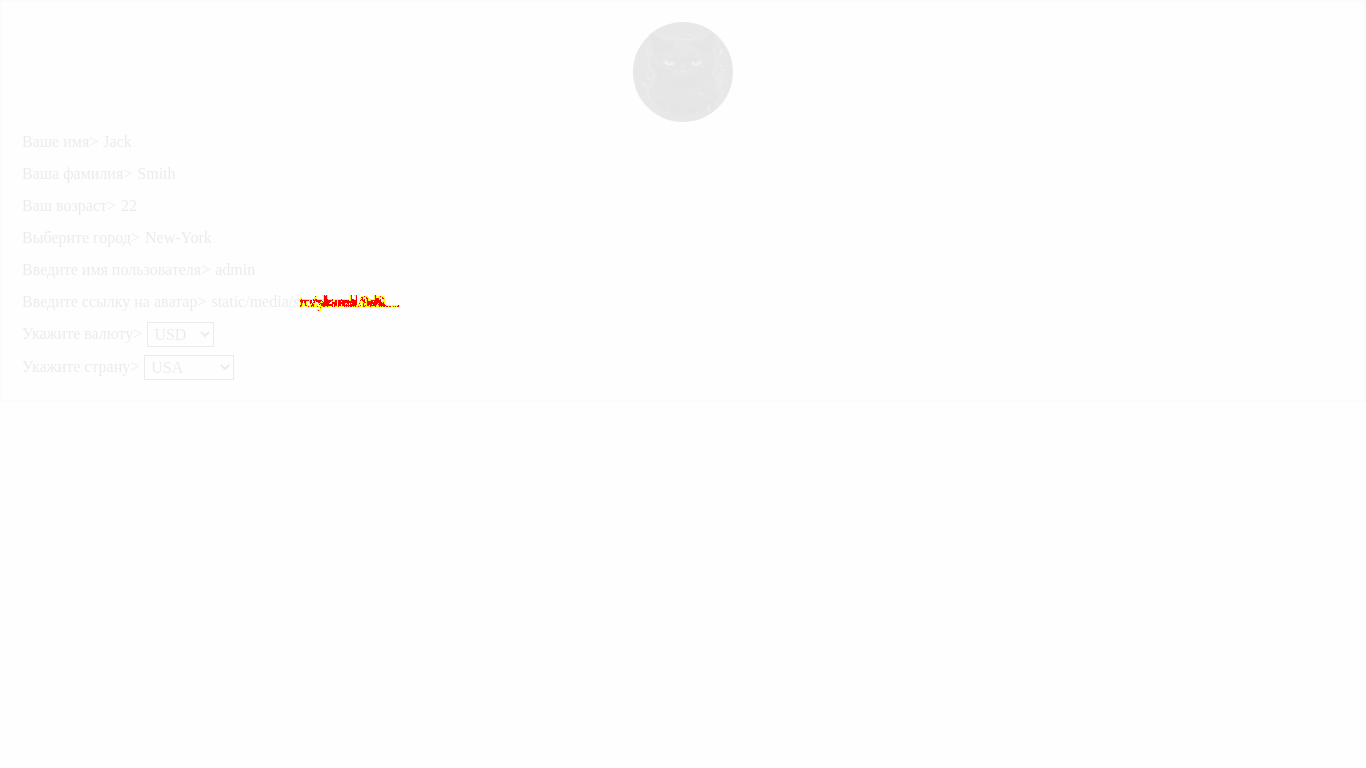 Ваше имя> Jack
Ваша фамилия> Smith
Ваш возраст> 22
Выберите город> New-York
Введите имя пользователя> admin
Введите ссылку на аватар> static/media/
Укажите валюту> USD
Укажите страну> USA